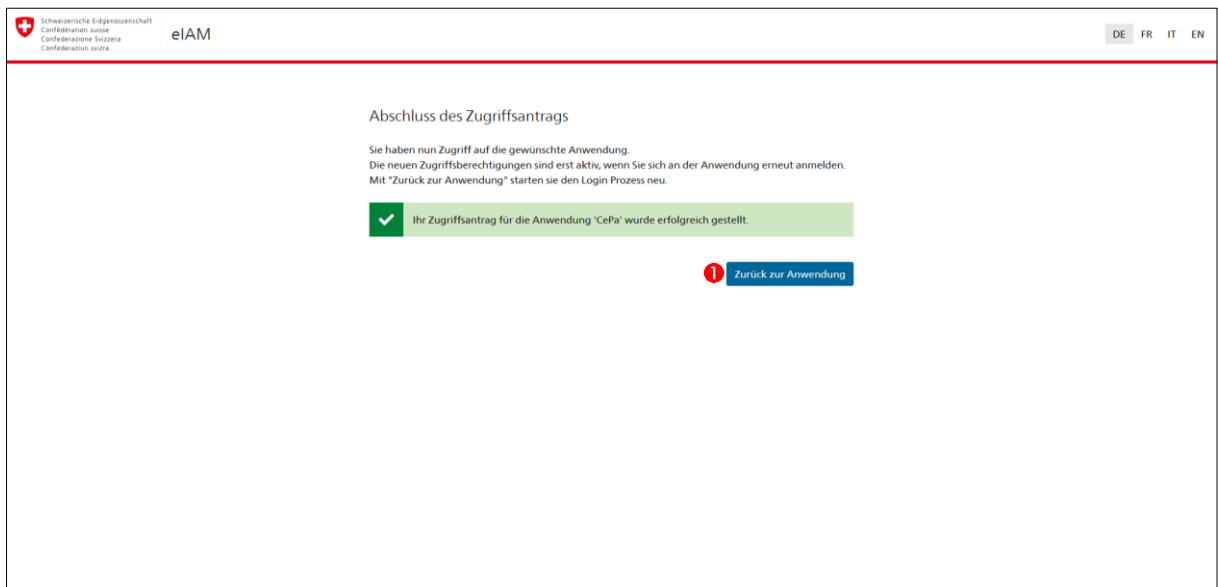 Schweizerische Eidgenossenschaft
Confédération suisse
Confederazione Svizzera
Confederaziun svizra
eIAM
DE FR IT EN
Abschluss des Zugriffsantrags
Sie haben nun Zugriff auf die gewünschte Anwendung.
Die neuen Zugriffsberechtigungen sind erst aktiv, wenn Sie sich an der Anwendung erneut anmelden.
Mit "Zurück zur Anwendung" starten sie den Login Prozess neu.
Ihr Zugriffsantrag für die Anwendung 'CePa' wurde erfolgreich gestellt.
1 Zurück zur Anwendung